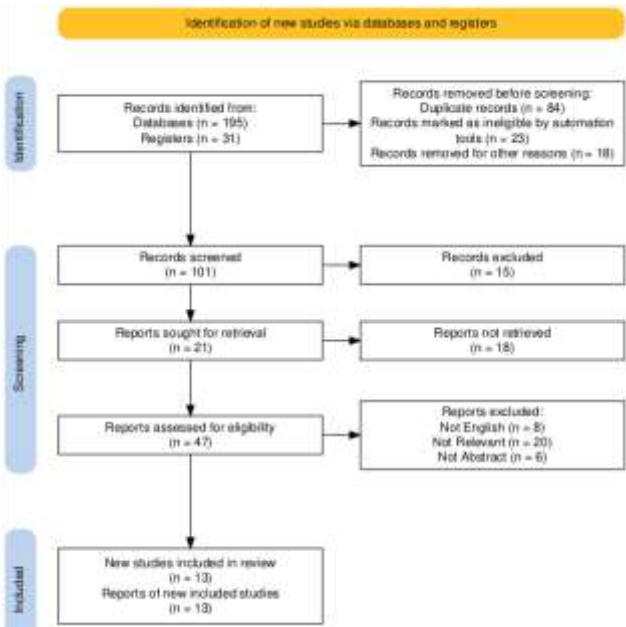 Identification of new studies via databases and registers
Identification
Records identified from:
Databases (n = 195)
Registers (n = 31)
Records removed before screening:
Duplicate records (n = 84)
Records marked as ineligible by automation
tools (n = 23)
Records removed for other reasons (n = 18)
Screening
Records screened
(n = 101)
Records excluded
(n = 15)
Reports sought for retrieval
(n = 21)
Reports not retrieved
(n = 18)
Reports assessed for eligibility
(n = 47)
Reports excluded:
Not English (n = 8)
Not Relevant (n = 20)
Not Abstract (n = 6)
Included
New studies included in review
(n = 13)
Reports of new included studies
(n = 13)